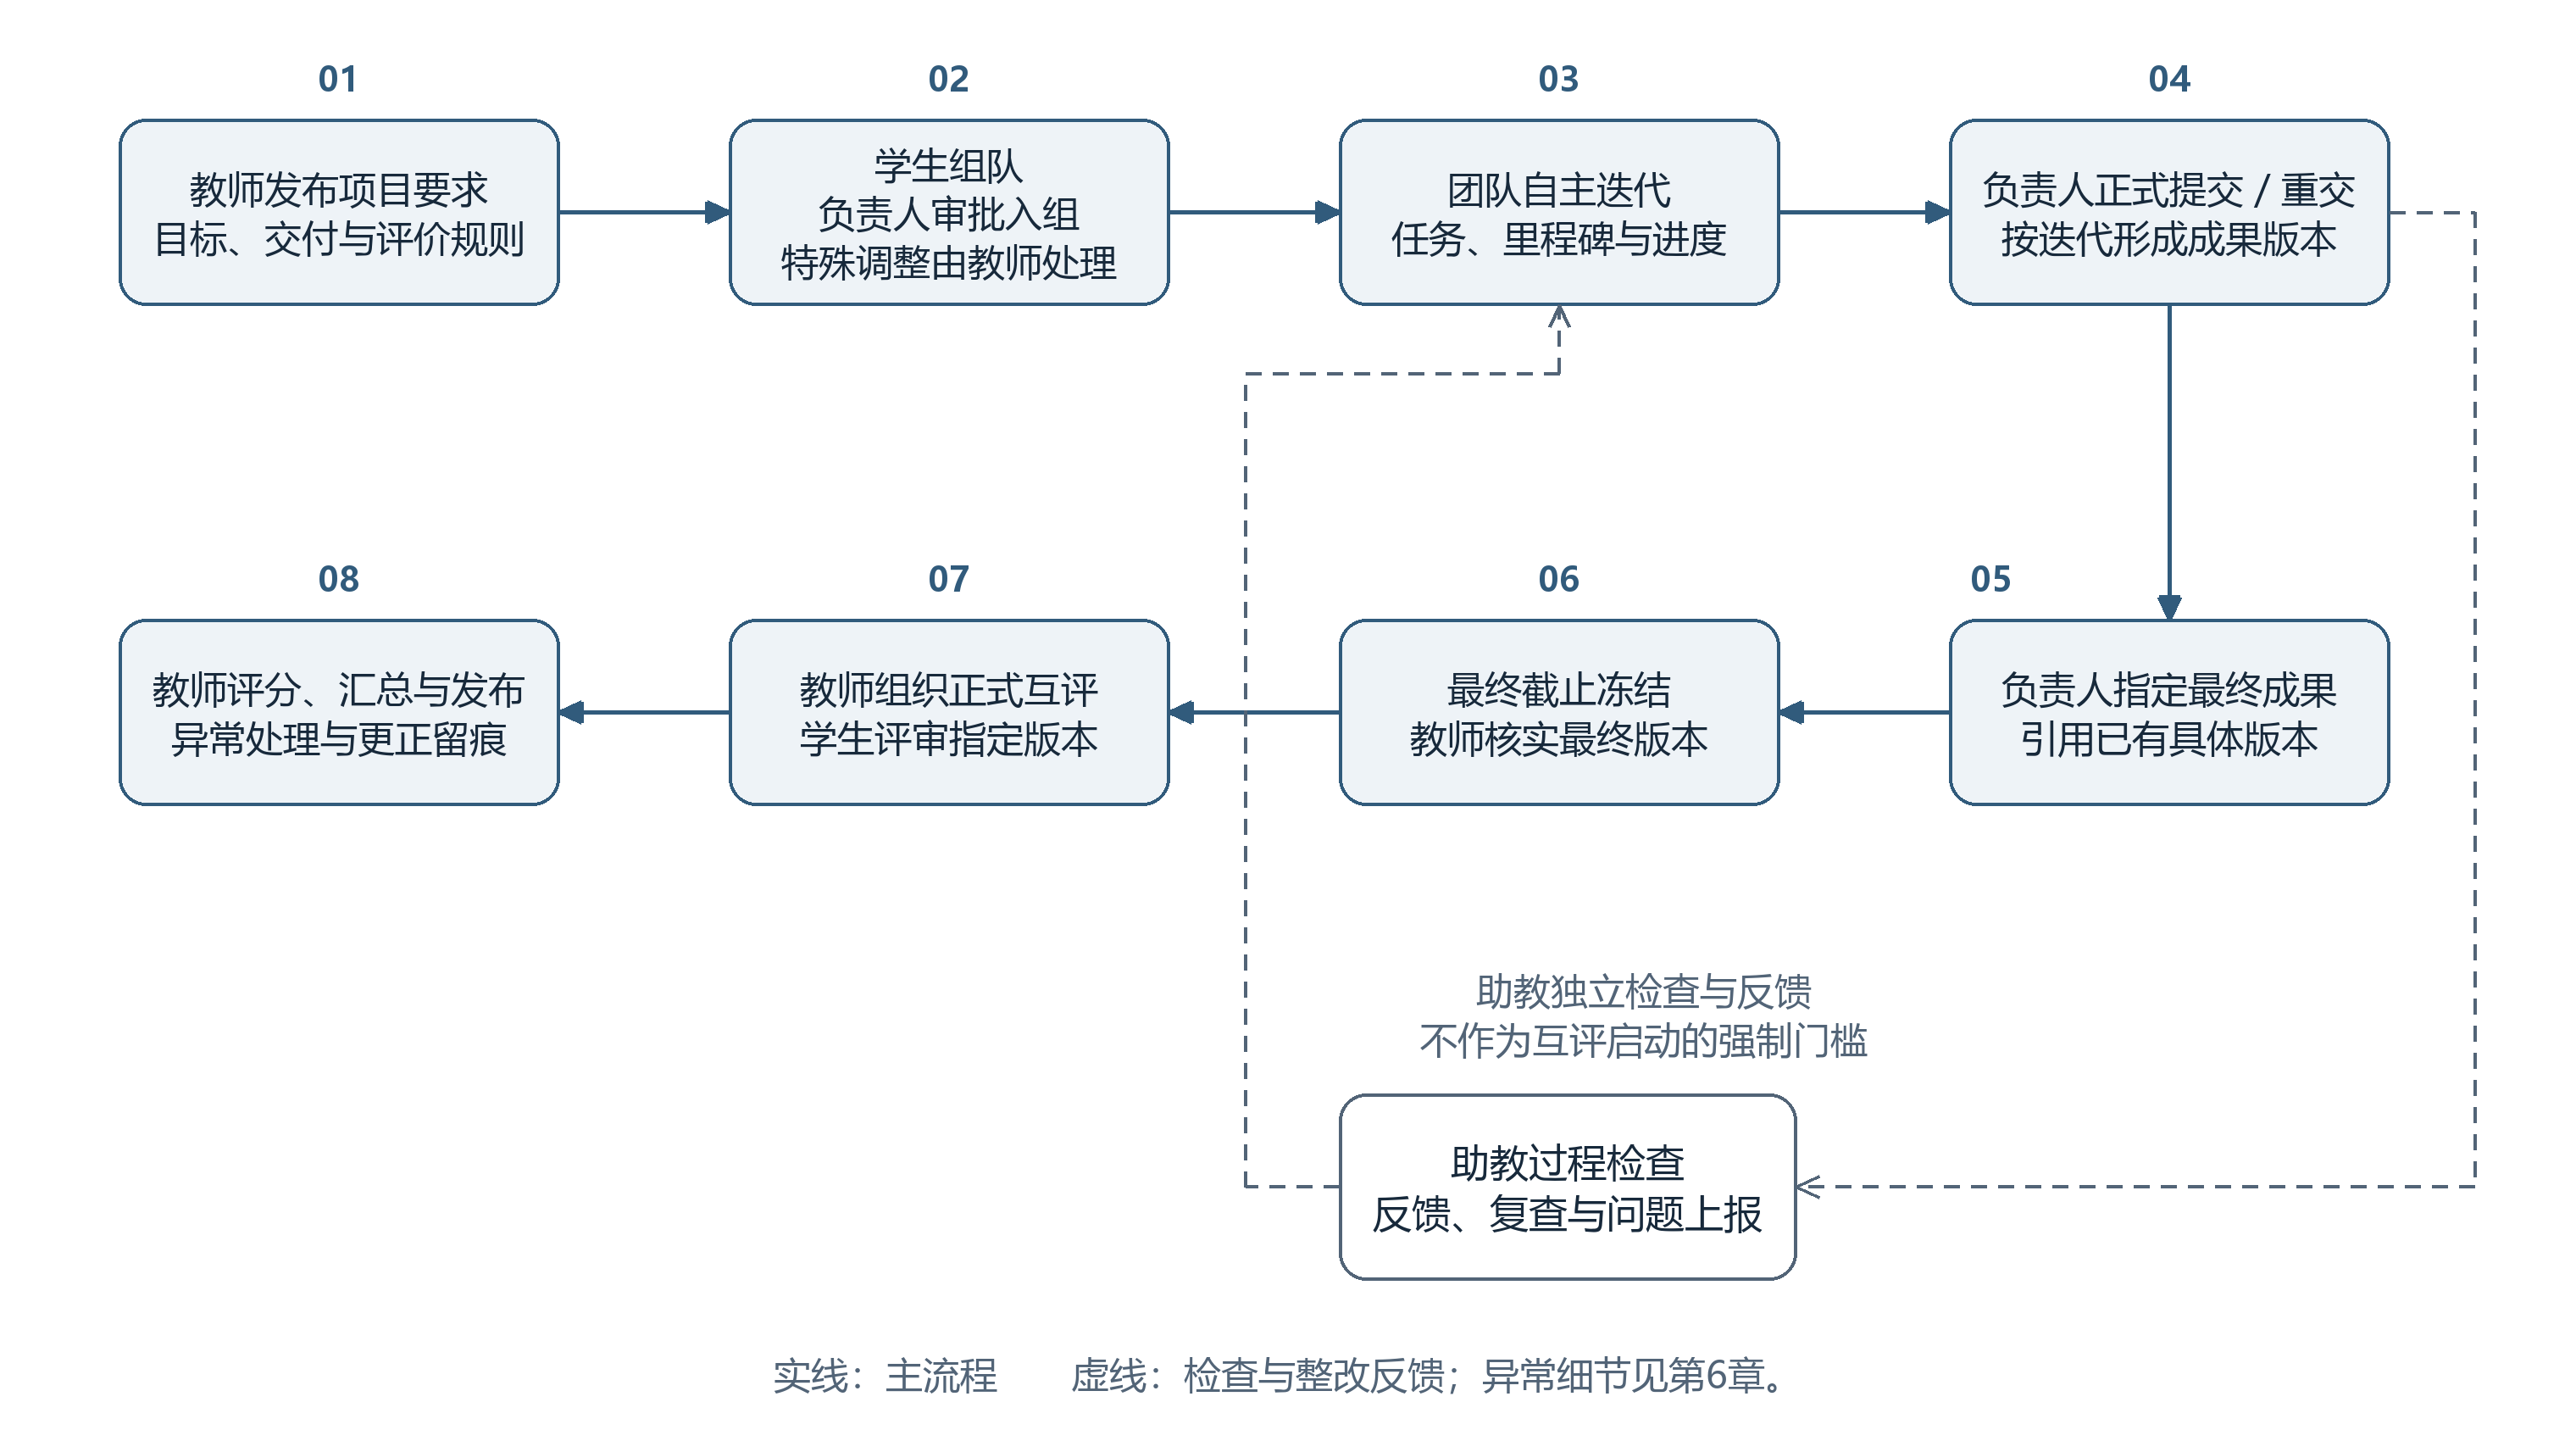 01
教师发布项目要求
目标、交付与评价规则
02
学生组队
负责人审批入组
特殊调整由教师处理
03
团队自主迭代
任务、里程碑与进度
04
负责人正式提交 / 重交
按迭代形成成果版本
05
负责人指定最终成果
引用已有具体版本
06
最终截止冻结
教师核实最终版本
07
教师组织正式互评
学生评审指定版本
08
教师评分、汇总与发布
异常处理与更正留痕
助教独立检查与反馈
不作为互评启动的强制门槛
助教过程检查
反馈、复查与问题上报
实线：主流程　　虚线：检查与整改反馈；异常细节见第6章。